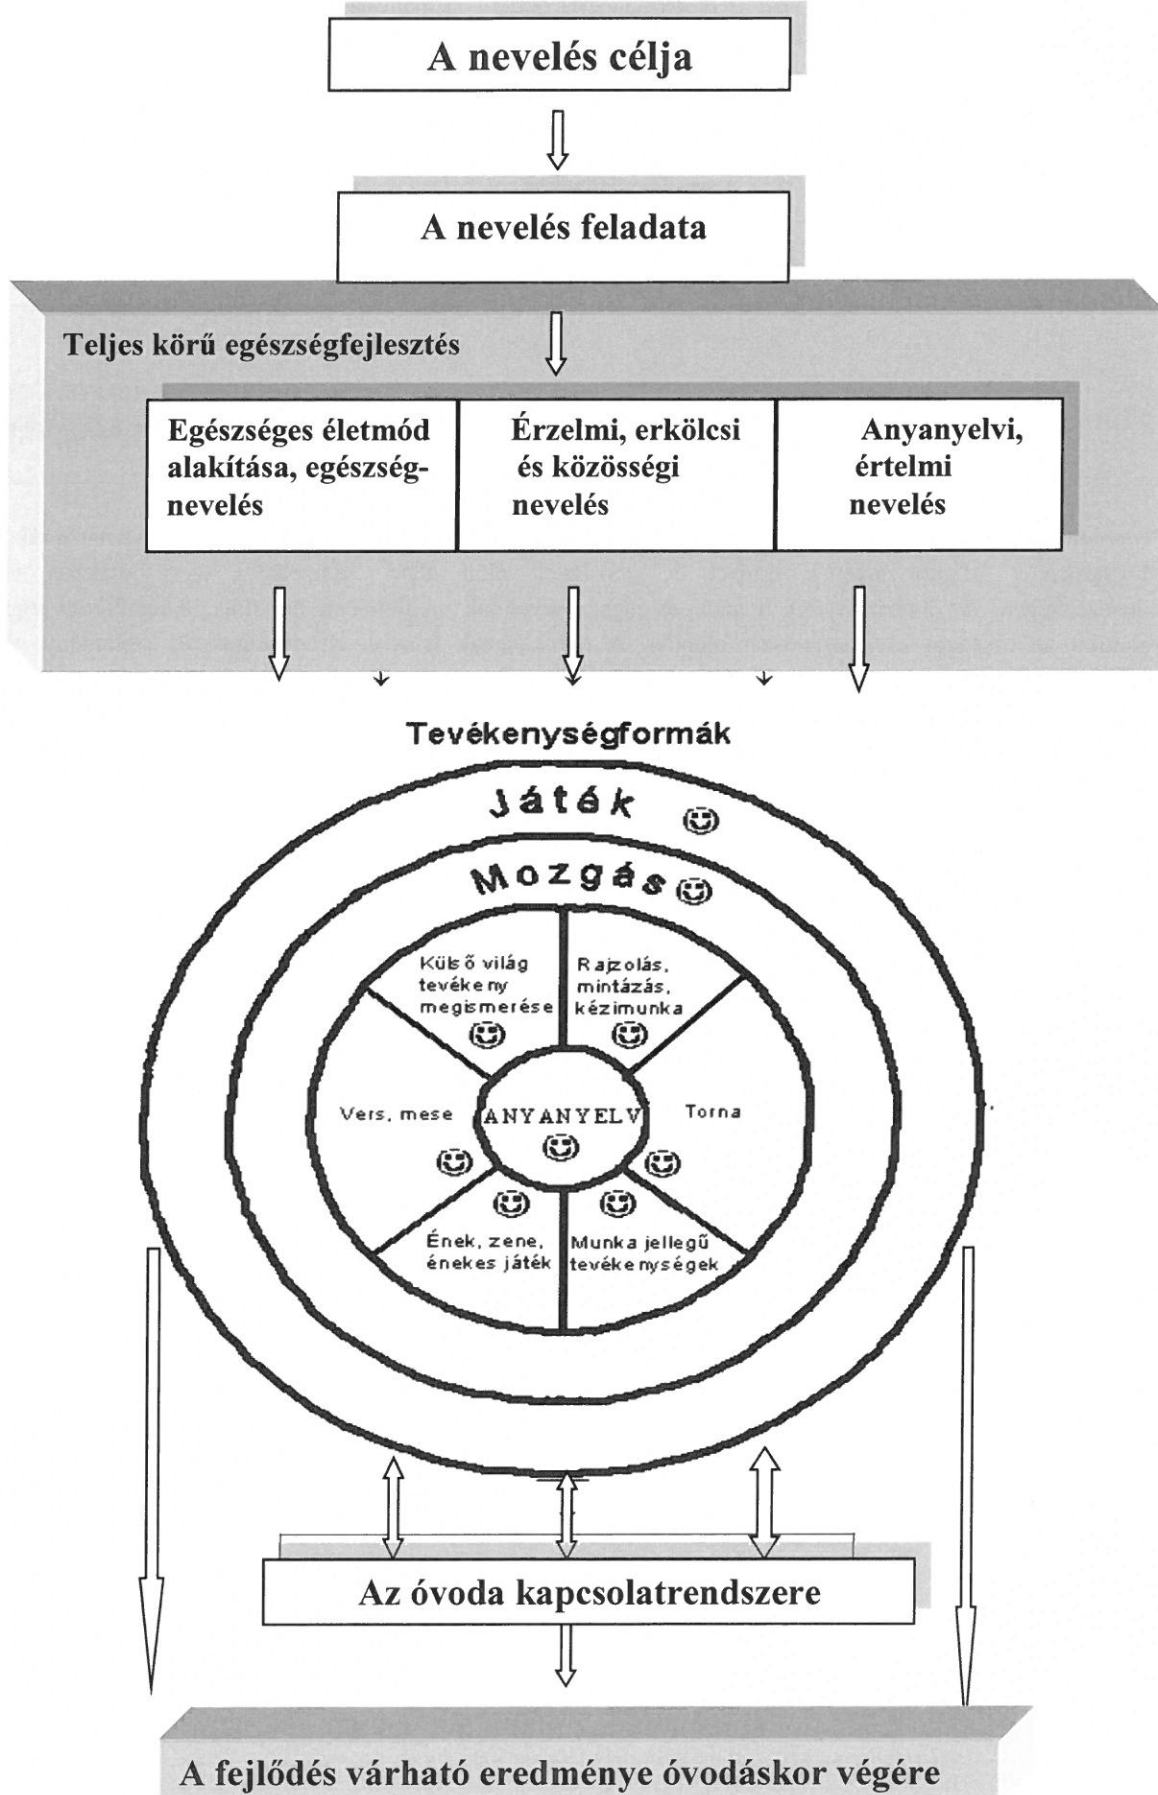 A nevelés célja
A nevelés feladata
Teljes körű egészségfejlesztés
Egészséges életmód
alakítása, egészség-
nevelés
Érzelmi, erkölcsi
és közösségi
nevelés
Anyanyelvi,
értelmi
nevelés
Tevékenységformák
Játék
Mozgás
Külső világ
tevékeny
megismerése
Rajzolás,
mintázás,
kézimunka
Vers, mese
ANYANYELV
Torna
Ének, zene,
énekes játék
Munka jellegű
tevékenységek
Az óvoda kapcsolatrendszere
A fejlődés várható eredménye óvodáskor végére